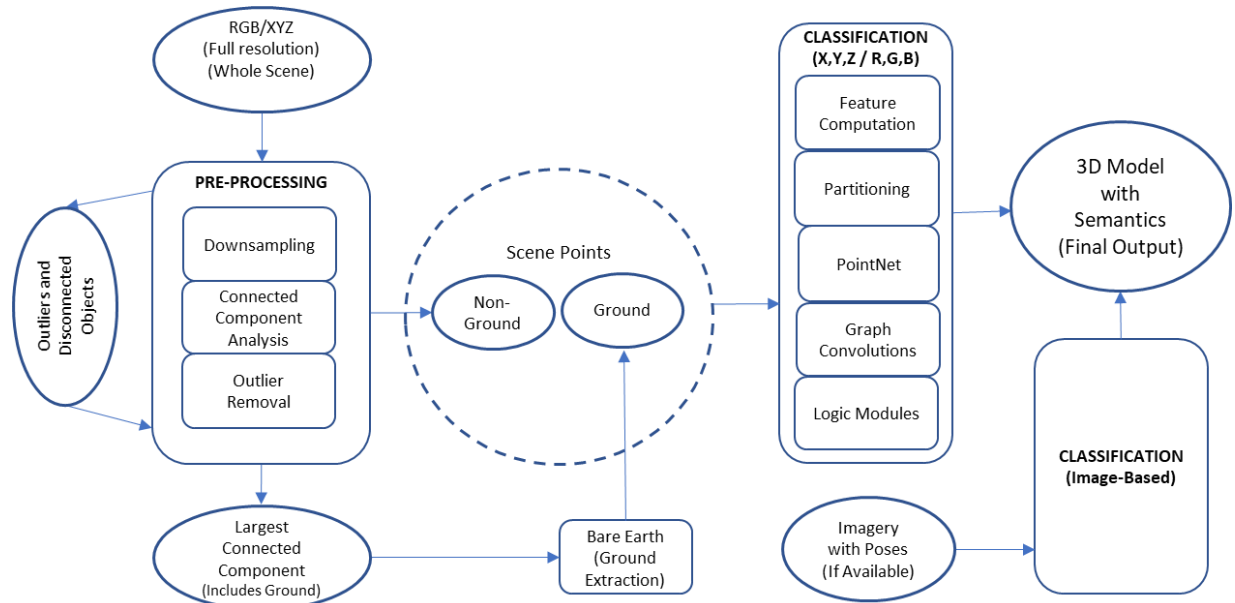 RGB/XYZ
(Full resolution)
(Whole Scene)
PRE-PROCESSING
Downsampling
Connected
Component
Analysis
Outlier
Removal
Outliers and
Disconnected
Objects
Largest
Connected
Component
(Includes Ground)
Scene Points
Non-
Ground
Ground
Bare Earth
(Ground
Extraction)
CLASSIFICATION
(X,Y,Z / R,G,B)
Feature
Computation
Partitioning
PointNet
Graph
Convolutions
Logic Modules
Imagery
with Poses
(If Available)
3D Model
with
Semantics
(Final Output)
CLASSIFICATION
(Image-Based)